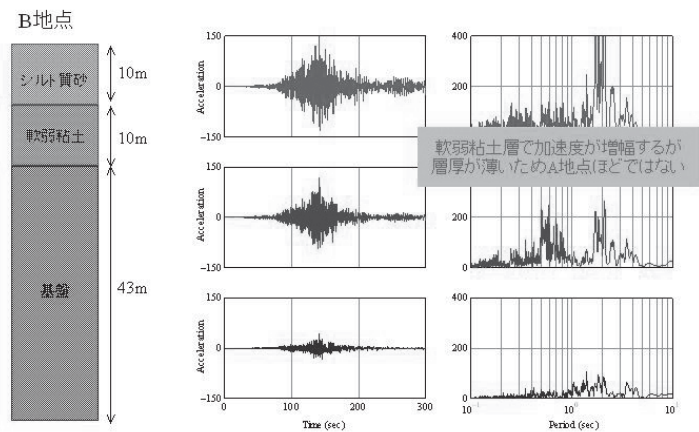 B地点
シルト質砂
10m
軟弱粘土
10m
基盤
43m
150
0
-150
Acceleration
400
200
軟弱粘土層で加速度が増幅するが
層厚が薄いためA地点ほどではない
150
0
-150
Acceleration
200
0
150
0
-150
Acceleration
0
100
200
300
Time (sec)
400
200
0
Period (sec)